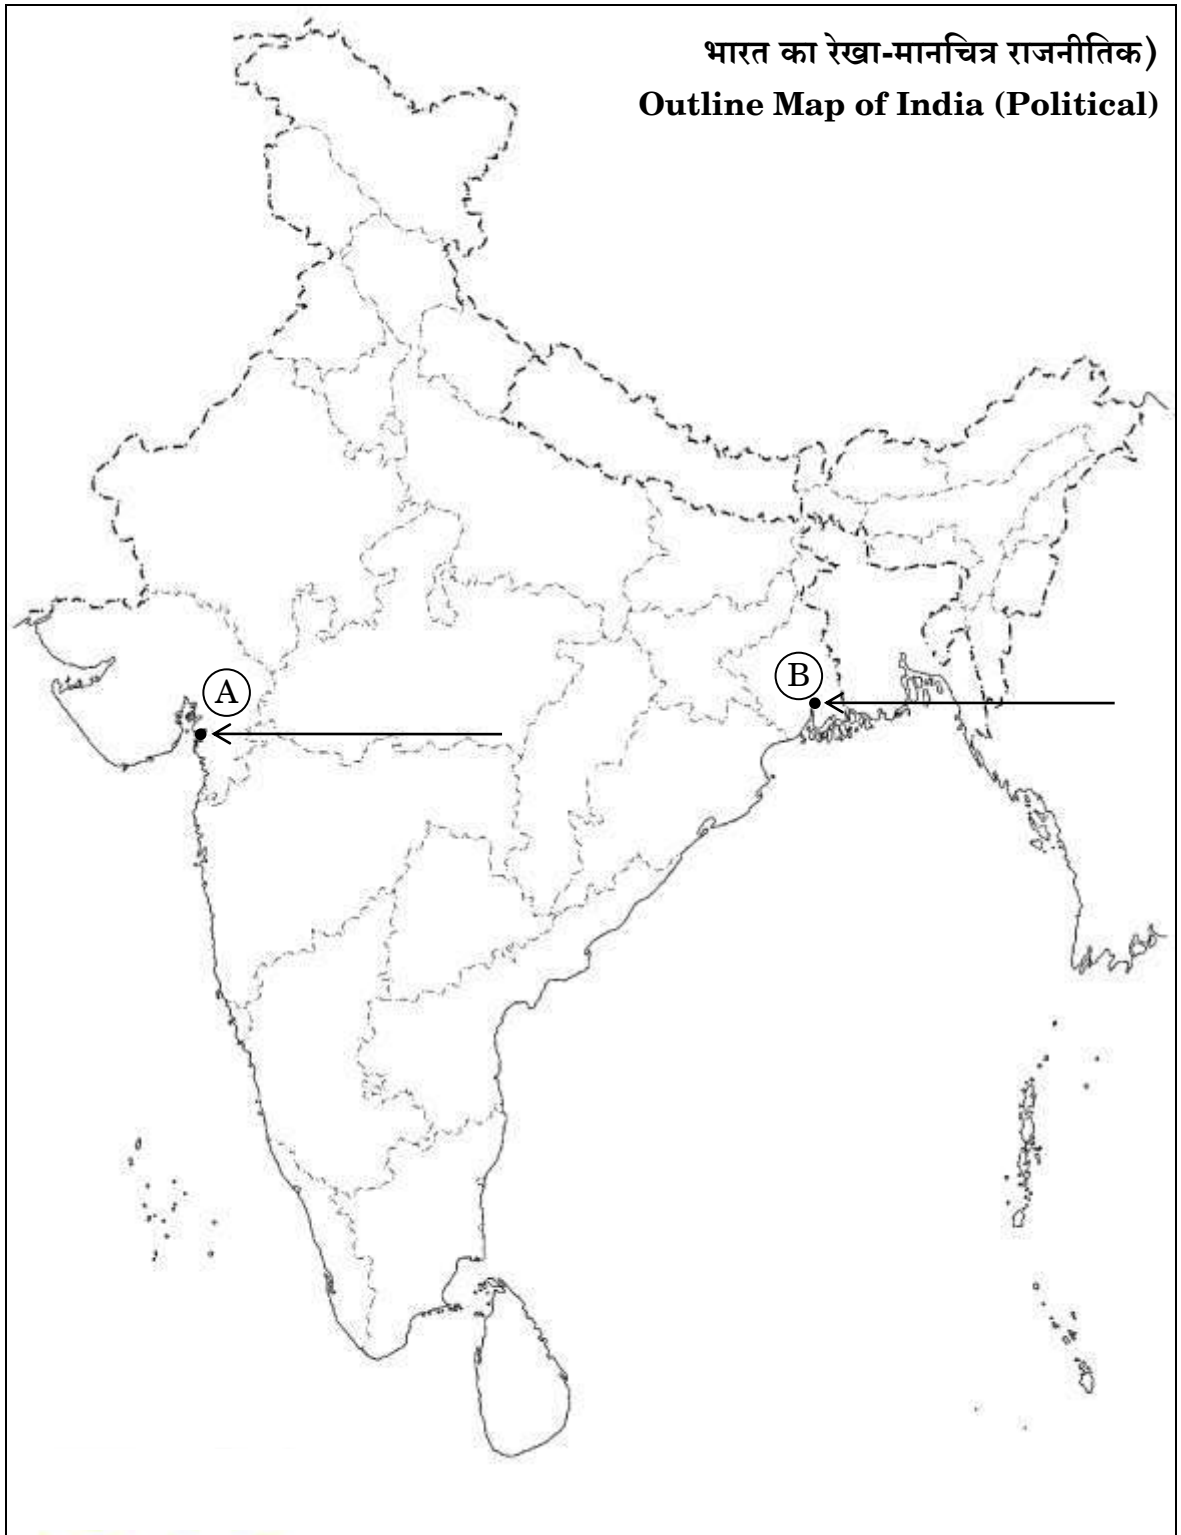 भारत का रेखा-मानचित्र राजनीतिक)
Outline Map of India (Political)
B
A